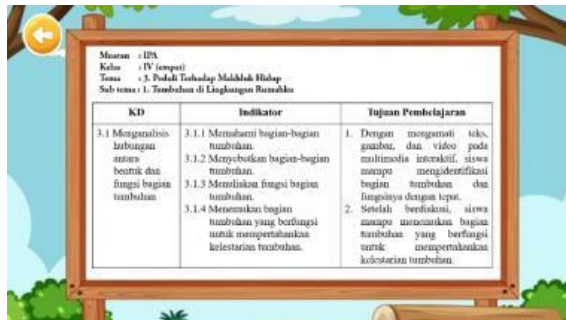 Muatan : IPA
Kelas : IV (empat)
Tema : 3. Peduli Terhadap Makhluk Hidup
Sub tema : 1. Tumbuhan di Lingkungan Rumahku
KD
3.1 Menganalisis
hubungan
antara
bentuk dan
fungsi bagian
tumbuhan
Indikator
3.1.1 Memahami bagian-bagian
tumbuhan.
3.1.2 Menyebutkan bagian-bagian
tumbuhan.
3.1.3 Menuliskan fungsi bagian
tumbuhan.
3.1.4 Menemukan bagian
tumbuhan yang berfungsi
untuk mempertahankan
kelestarian tumbuhan.
Tujuan Pembelajaran
1. Dengan mengamati teks,
gambar, dan video pada
multimedia interaktif, siswa
mampu mengidentifikasi
bagian tumbuhan dan
fungsinya dengan tepat.
2. Setelah berdiskusi, siswa
mampu menemukan bagian
tumbuhan yang berfungsi
untuk mempertahankan
kelestarian tumbuhan.